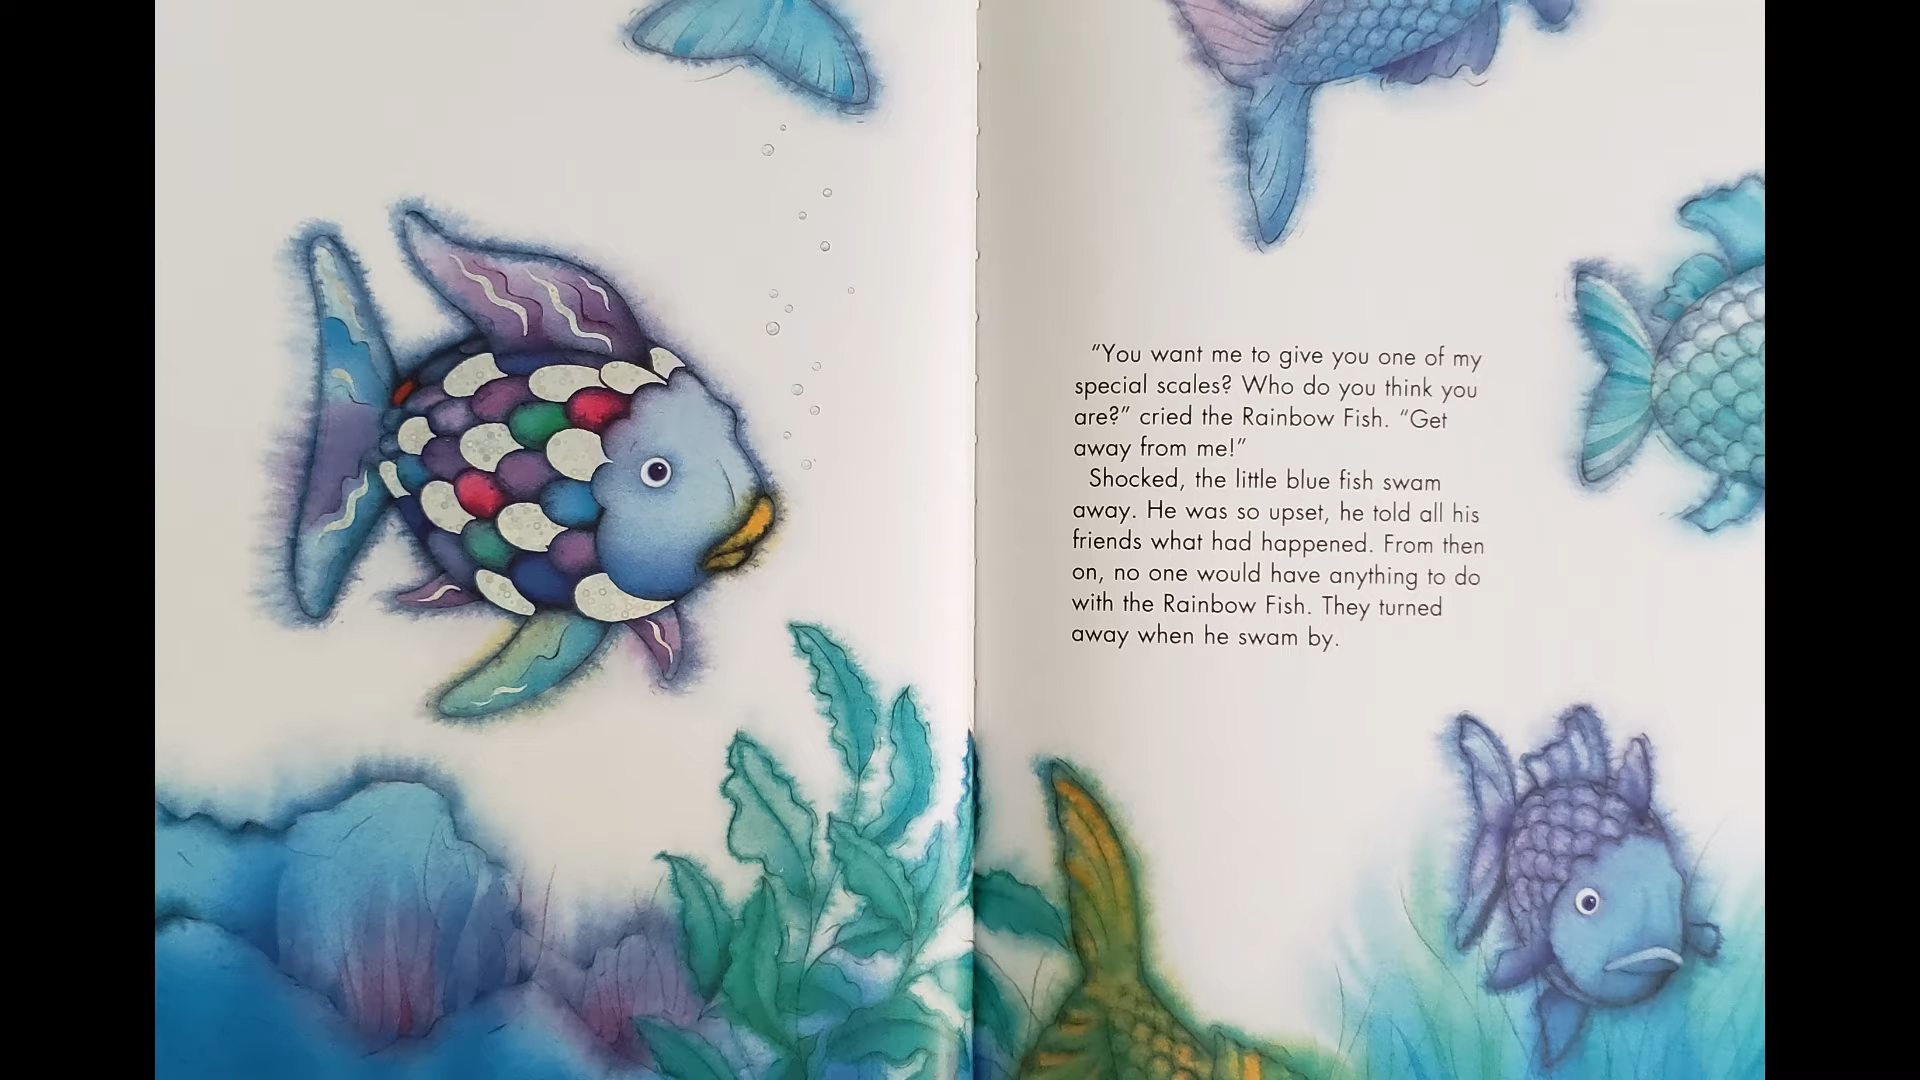 “You want me to give you one of my
special scales? Who do you think you
are?” cried the Rainbow Fish. “Get
away from me!”
Shocked, the little blue fish swam
away. He was so upset, he told all his
friends what had happened. From then
on, no one would have anything to do
with the Rainbow Fish. They turned
away when he swam by.